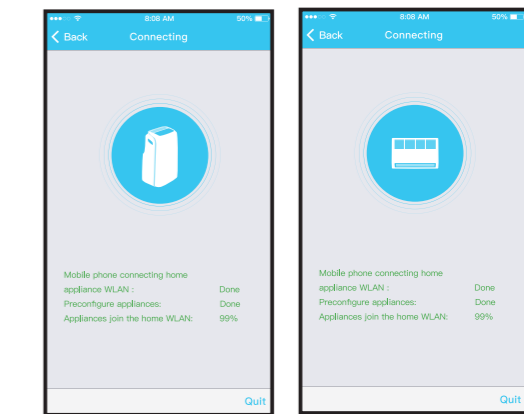 8:08 AM 50%
Back Connecting
Mobile phone connecting home
appliance WLAN : Done
Preconfigure appliances: Done
Appliances join the home WLAN: 99%
Quit
8:08 AM 50%
Back Connecting
Mobile phone connecting home
appliance WLAN : Done
Preconfigure appliances: Done
Appliances join the home WLAN: 99%
Quit